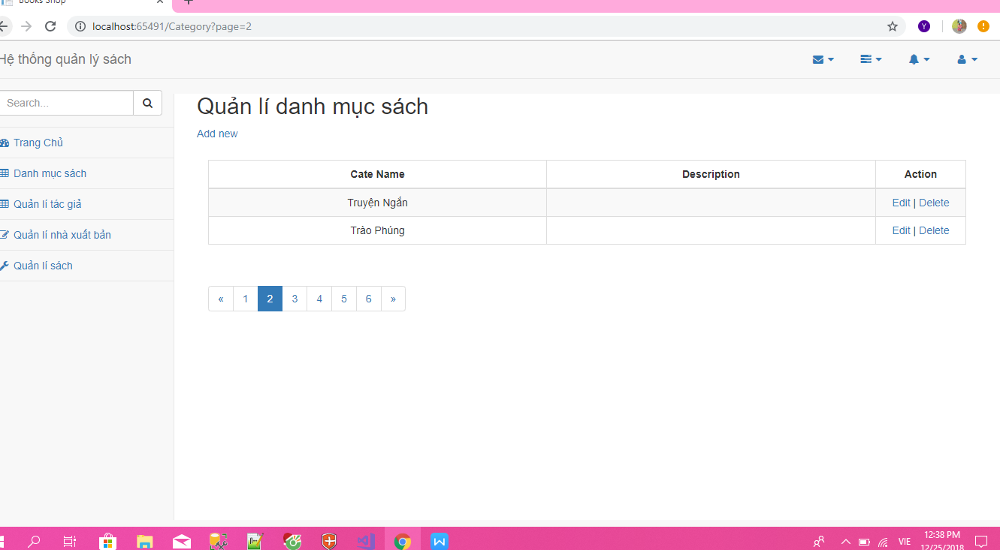 Books Shop
localhost:65491/Category?page=2
Y
Hệ thống quản lý sách
Search...
Trang Chủ
Danh mục sách
Quản lí tác giả
Quản lí nhà xuất bản
Quản lí sách
Quản lí danh mục sách
Add new
Cate Name Description Action
Truyện Ngắn Edit | Delete
Trào Phúng Edit | Delete
« 1 2 3 4 5 6 »
VIE
12:38 PM
12/25/2018